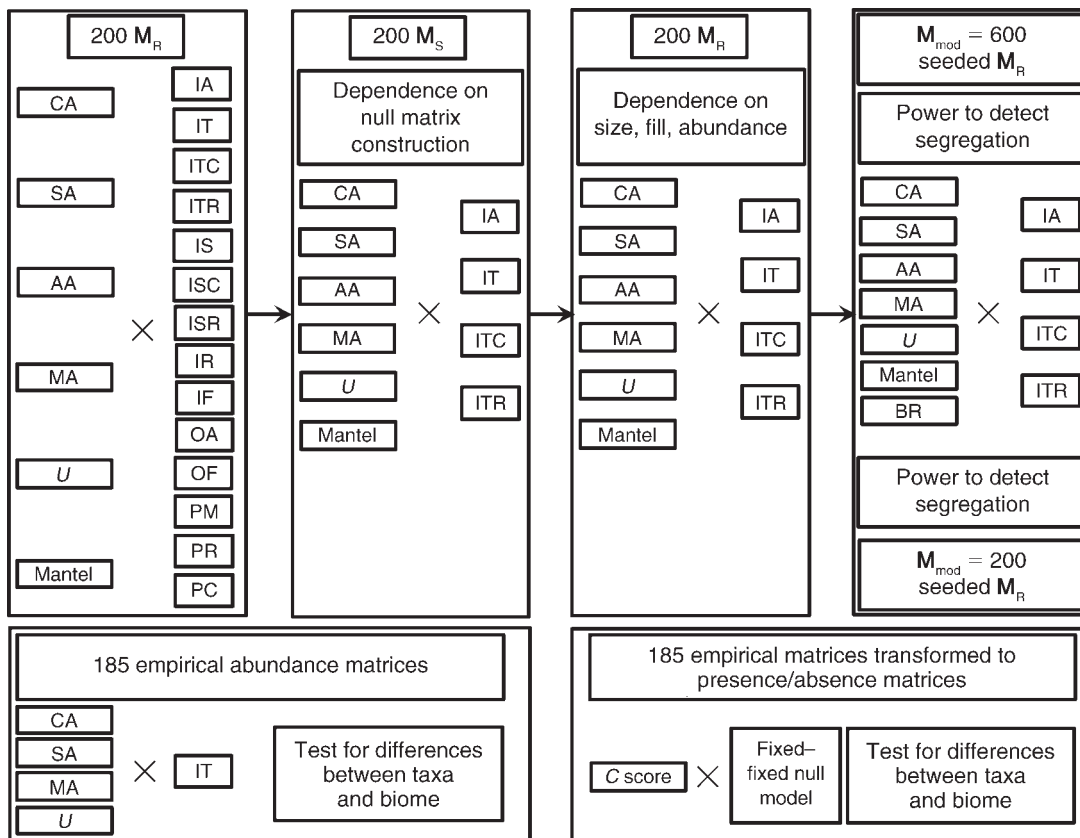 200 M_R
CA
SA
AA
MA
U
Mantel
×
IA
IT
ITC
ITR
IS
ISC
ISR
IR
IF
OA
OF
PM
PR
PC
200 M_S
Dependence on
null matrix
construction
CA
SA
AA
MA
U
Mantel
×
IA
IT
ITC
ITR
200 M_R
Dependence on
size, fill, abundance
CA
SA
AA
MA
U
Mantel
×
IA
IT
ITC
ITR
M_mod = 600
seeded M_R
Power to detect
segregation
CA
SA
AA
MA
U
Mantel
BR
×
IA
IT
ITC
ITR
Power to detect
segregation
M_mod = 200
seeded M_R
185 empirical abundance matrices
CA
SA
MA
U
×
IT
Test for differences
between taxa
and biome
185 empirical matrices transformed to
presence/absence matrices
C score
×
Fixed–
fixed null
model
Test for differences
between taxa
and biome